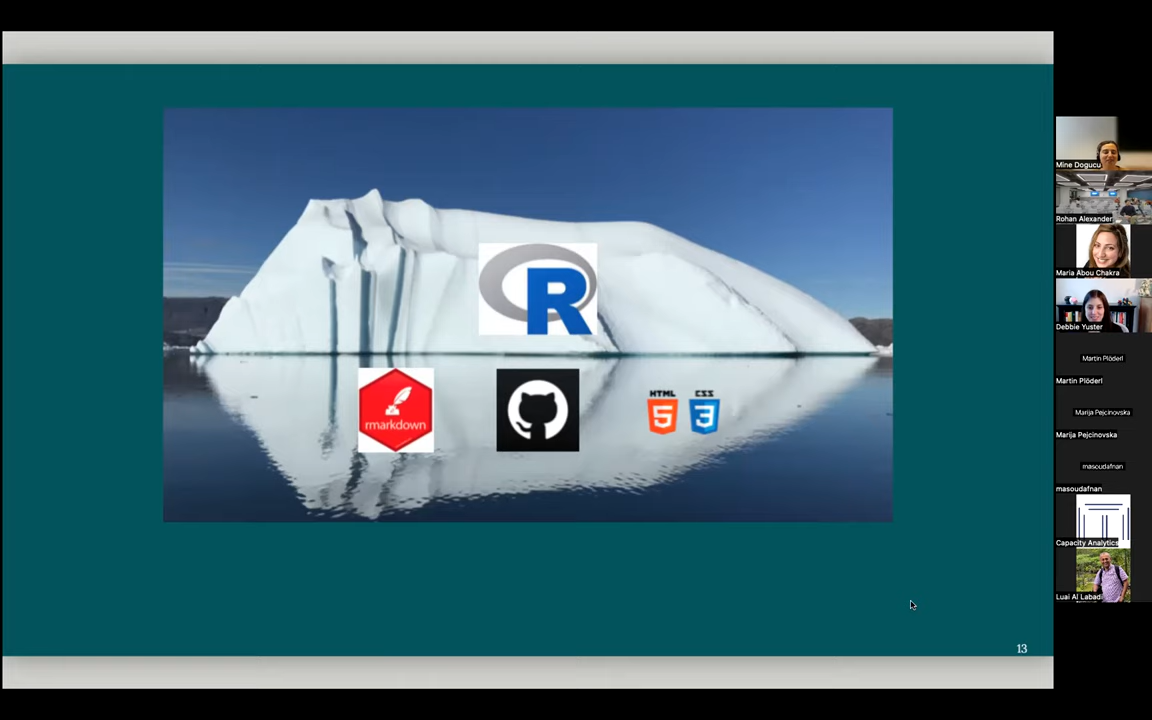 R
rmarkdown
HTML CSS
5 3
13
Mine Dogucu
Rohan Alexander
Maria Abou Chakra
Debbie Yuster
Martin Plöderl
Martin Plöderl
Marija Pejcinovska
Marija Pejcinovska
masoudafnan
masoudafnan
Capacity Analytics
Luai Al Labadi